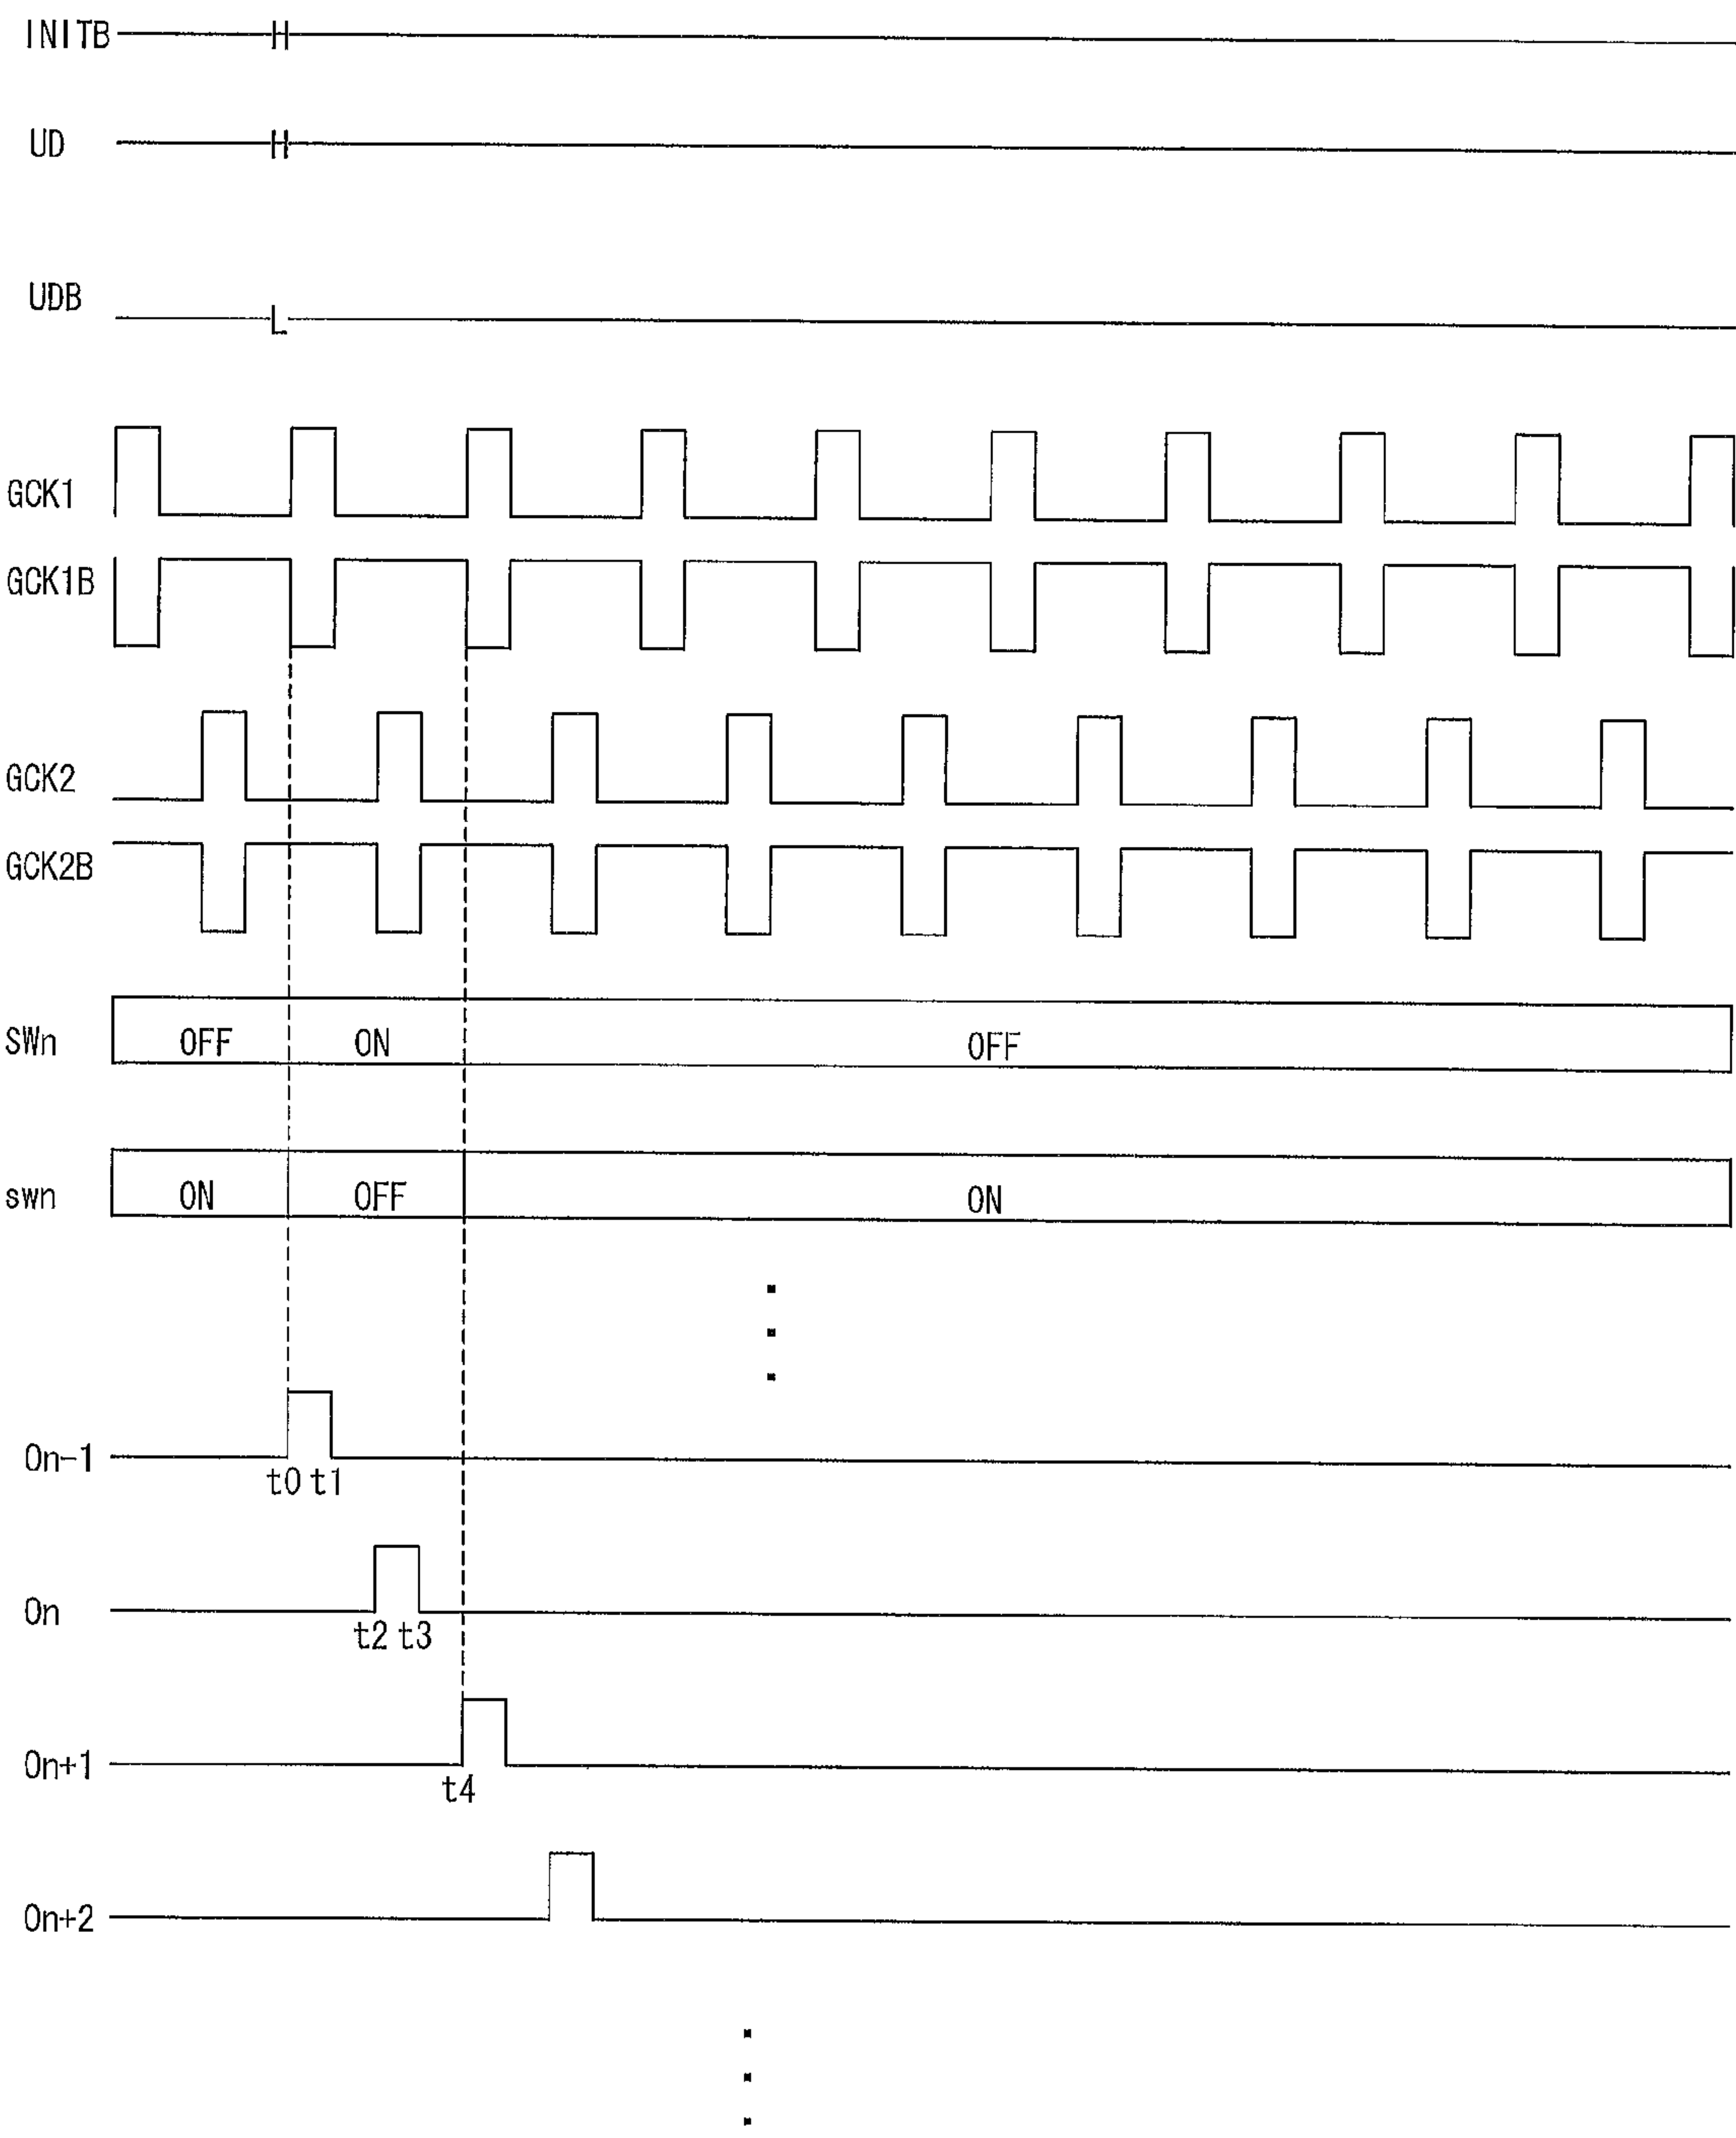 INITB H
UD H
UDB L
GCK1
GCK1B
GCK2
GCK2B
SWn OFF ON OFF
swn ON OFF ON
On-1
t0 t1
On
t2 t3
On+1
t4
On+2